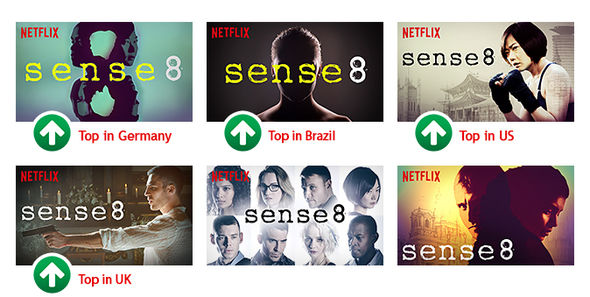 NETFLIX
sense8
Top in Germany
NETFLIX
sense8
Top in Brazil
NETFLIX
sense8
Top in US
NETFLIX
sense8
Top in UK
NETFLIX
sense8
NETFLIX
sense8